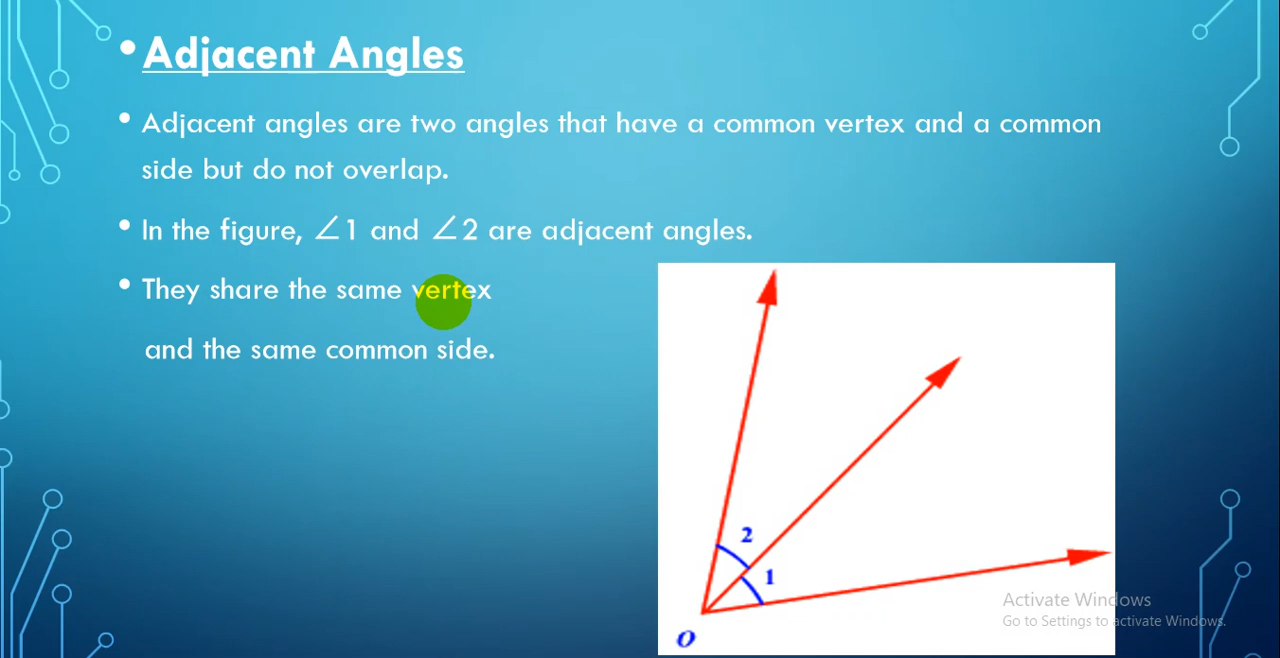 • Adjacent Angles
• Adjacent angles are two angles that have a common vertex and a common
side but do not overlap.
• In the figure, ∠1 and ∠2 are adjacent angles.
• They share the same vertex
and the same common side.
2
1
O
Activate Windows
Go to Settings to activate Windows.